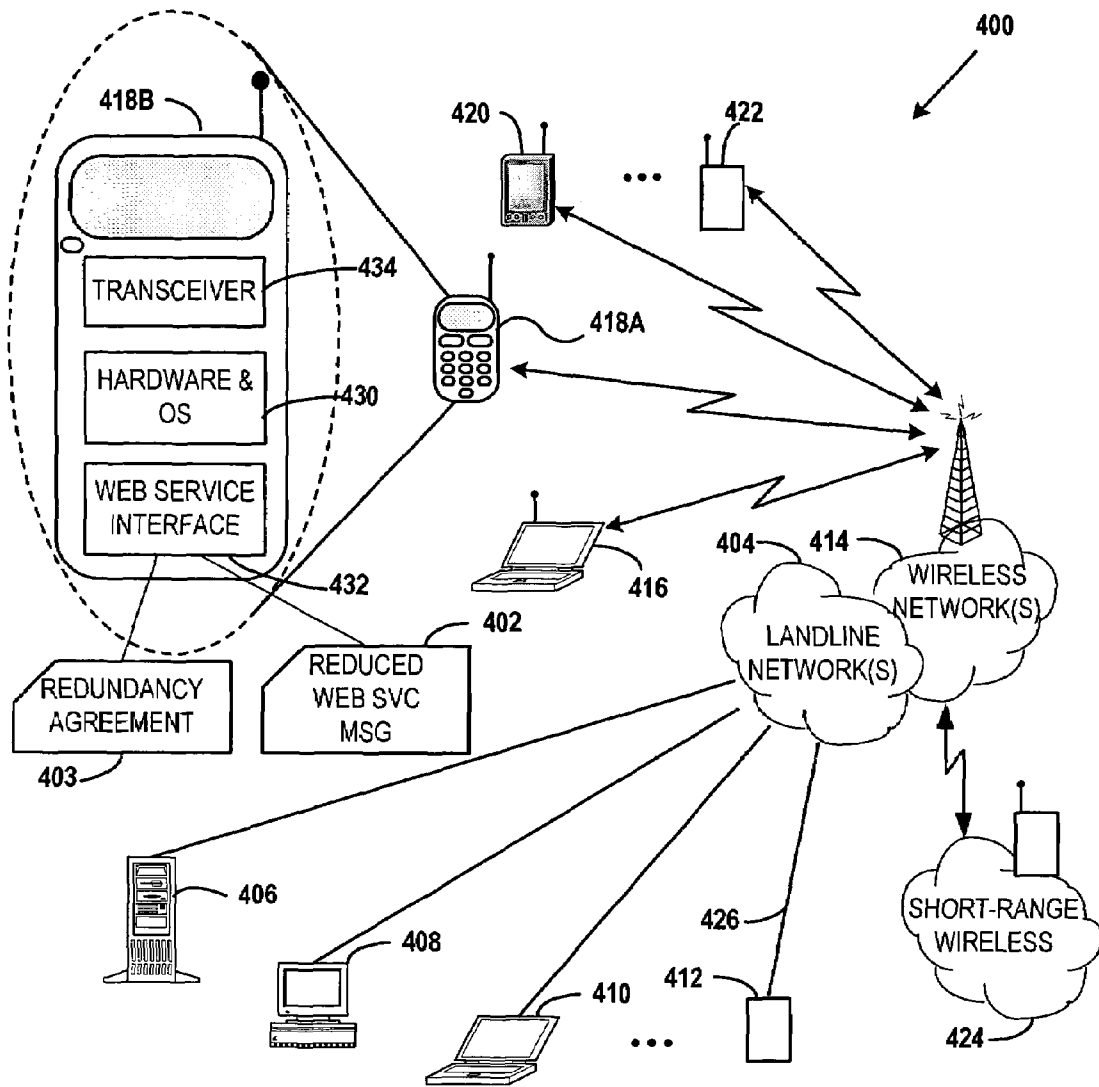 400
418B
420
422
TRANSCEIVER
434
418A
HARDWARE &
OS
430
WEB SERVICE
INTERFACE
432
416
404
414
WIRELESS
NETWORK(S)
LANDLINE
NETWORK(S)
402
REDUNDANCY
AGREEMENT
403
REDUCED
WEB SVC
MSG
406
408
410
426
412
SHORT-RANGE
WIRELESS
424